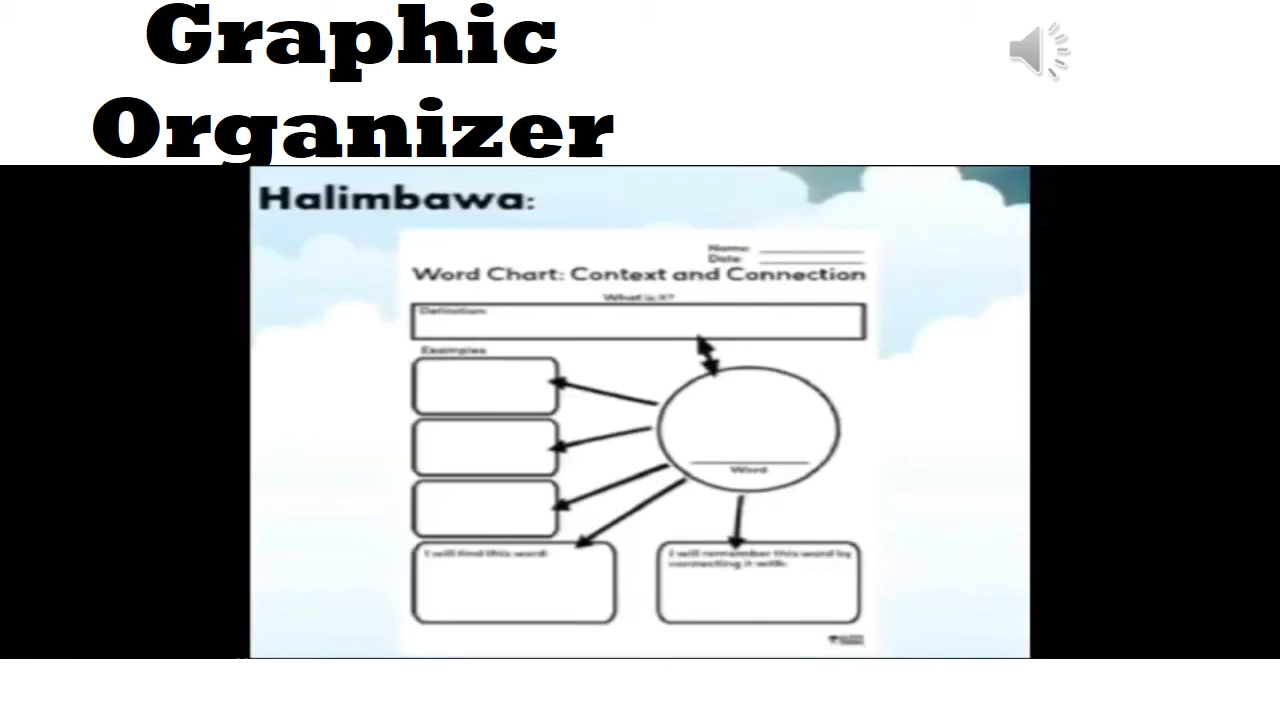 Graphic
Organizer
Halimbawa:
Name:
Date:
Word Chart: Context and Connection
What is it?
Definition:
Examples
Word
I will find this word:
I will remember this word by
connecting it with: